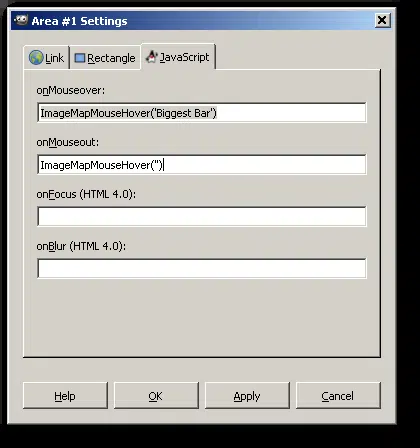 Area #1 Settings
Link
Rectangle
JavaScript
onMouseover:
ImageMapMouseHover('Biggest Bar')
onMouseout:
ImageMapMouseHover('')
onFocus (HTML 4.0):
onBlur (HTML 4.0):
Help
OK
Apply
Cancel